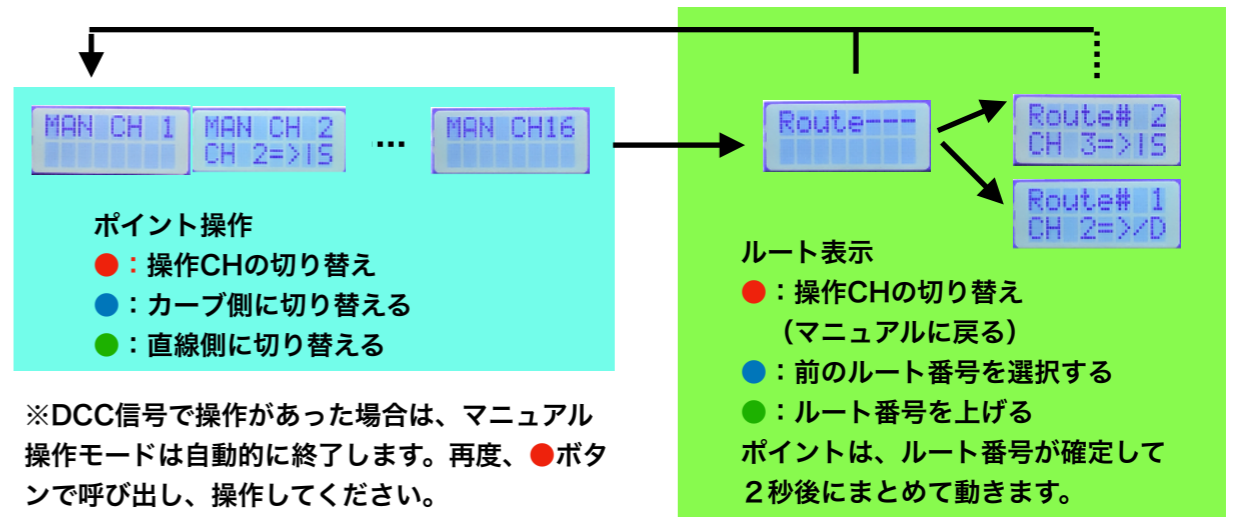 MAN CH 1
MAN CH 2
CH 2=>IS
…
MAN CH16
Route---
Route# 2
CH 3=>IS
Route# 1
CH 2=>/D
ポイント操作
●：操作CHの切り替え
●：カーブ側に切り替える
●：直線側に切り替える
※DCC信号で操作があった場合は、マニュアル
操作モードは自動的に終了します。再度、●ボタ
ンで呼び出し、操作してください。
ルート表示
●：操作CHの切り替え
（マニュアルに戻る）
●：前のルート番号を選択する
●：ルート番号を上げる
ポイントは、ルート番号が確定して
２秒後にまとめて動きます。